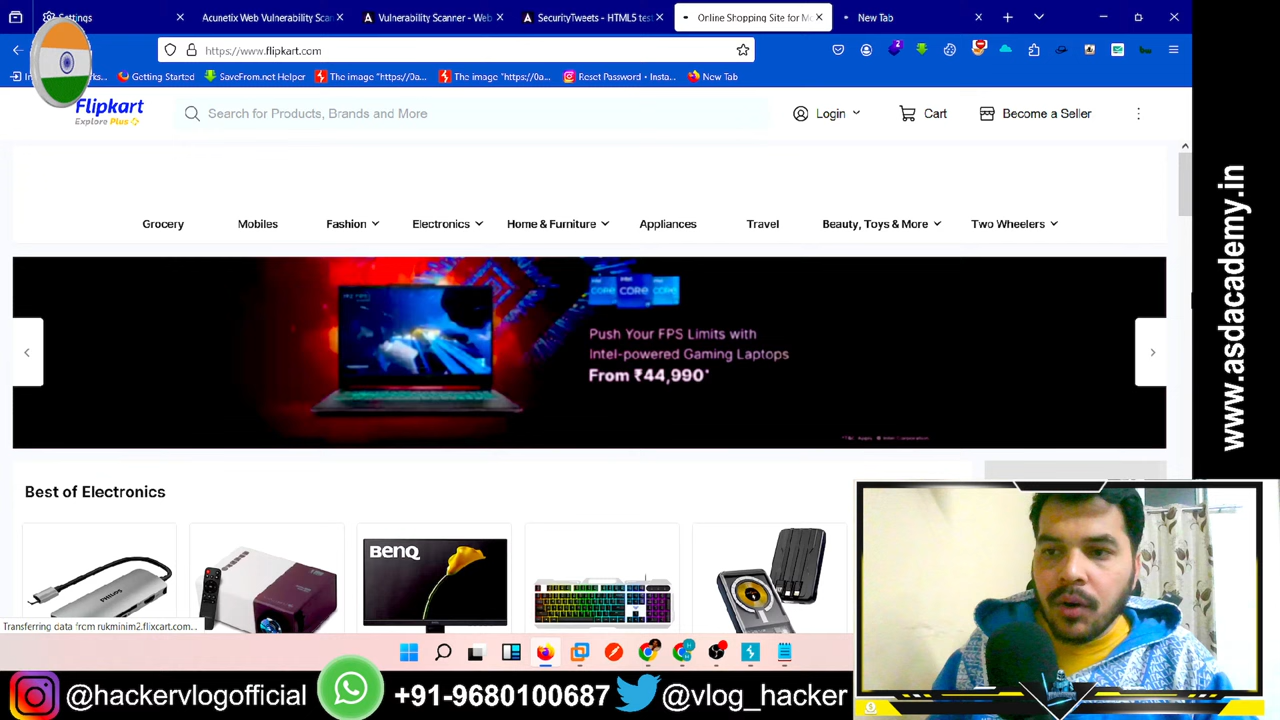 Settings
Acunetix Web Vulnerability Scan
Vulnerability Scanner - Web
SecurityTweets - HTML5 test
Online Shopping Site for M
New Tab
https://www.flipkart.com
Getting Started
SaveFrom.net Helper
The image "https://0a...
The image "https://0a...
Reset Password • Insta...
New Tab
Flipkart
Explore Plus
Search for Products, Brands and More
Login
Cart
Become a Seller
Grocery
Mobiles
Fashion
Electronics
Home & Furniture
Appliances
Travel
Beauty, Toys & More
Two Wheelers
CORE CORE CORE
Push Your FPS Limits with
Intel-powered Gaming Laptops
From ₹44,990*
Best of Electronics
PHILOS
BENQ
Transferring data from rukminim2.flixcart.com...
www.asdacademy.in
@hackervlogofficial
+91-9680100687
@vlog_hacker